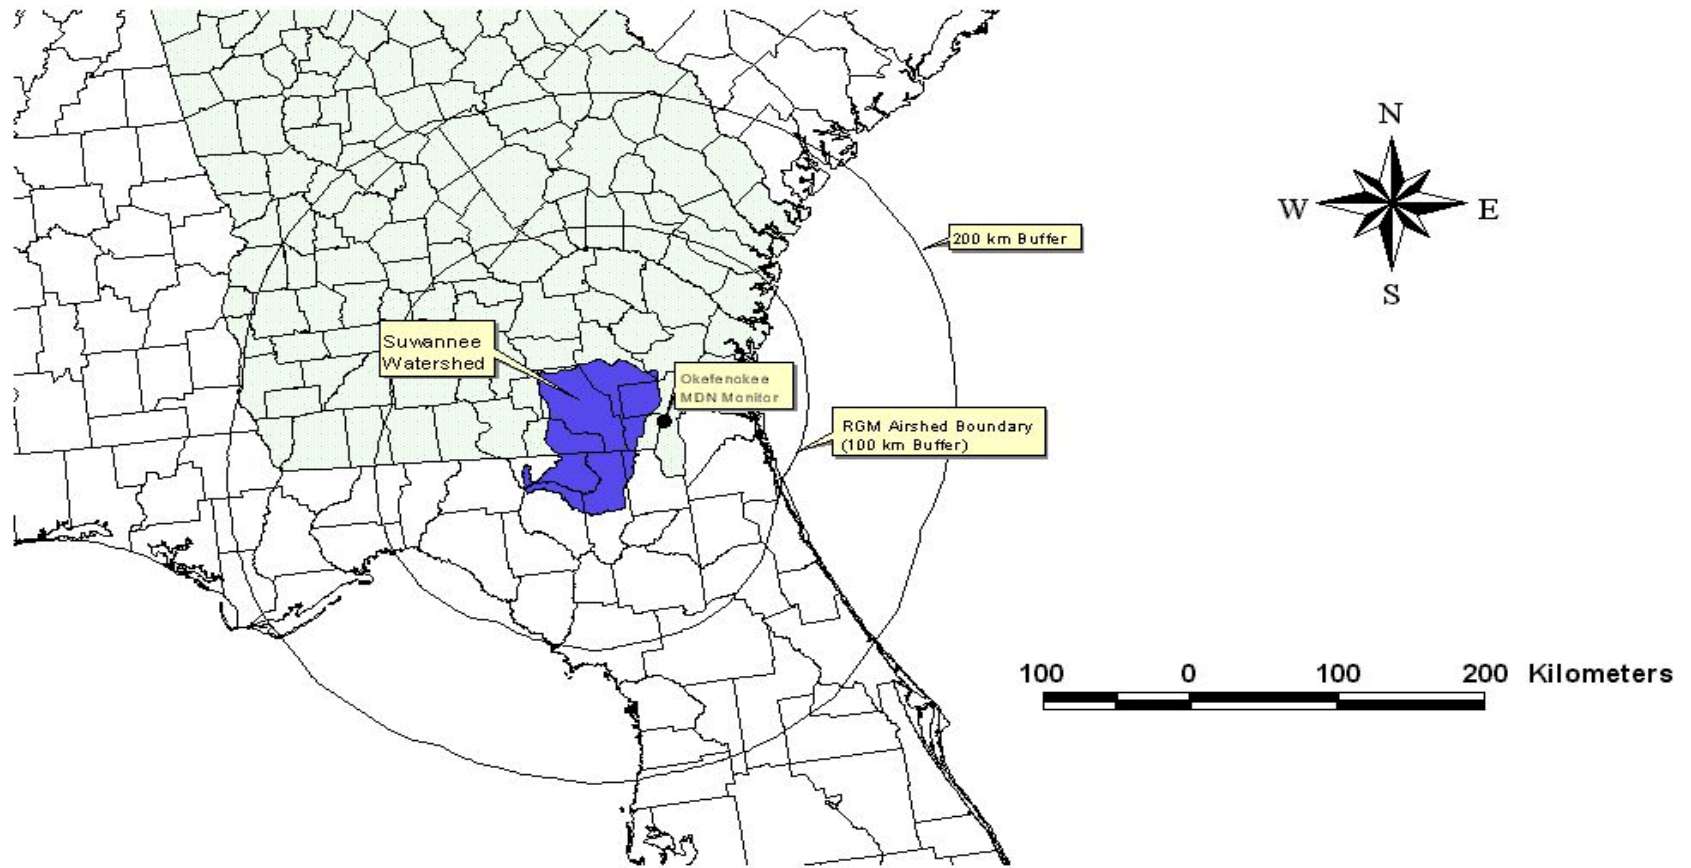 N
W
E
S
200 km Buffer
Suwannee
Watershed
Okefenokee
MDN Monitor
RGM Airshed Boundary
(100 km Buffer)
100 0 100 200 Kilometers